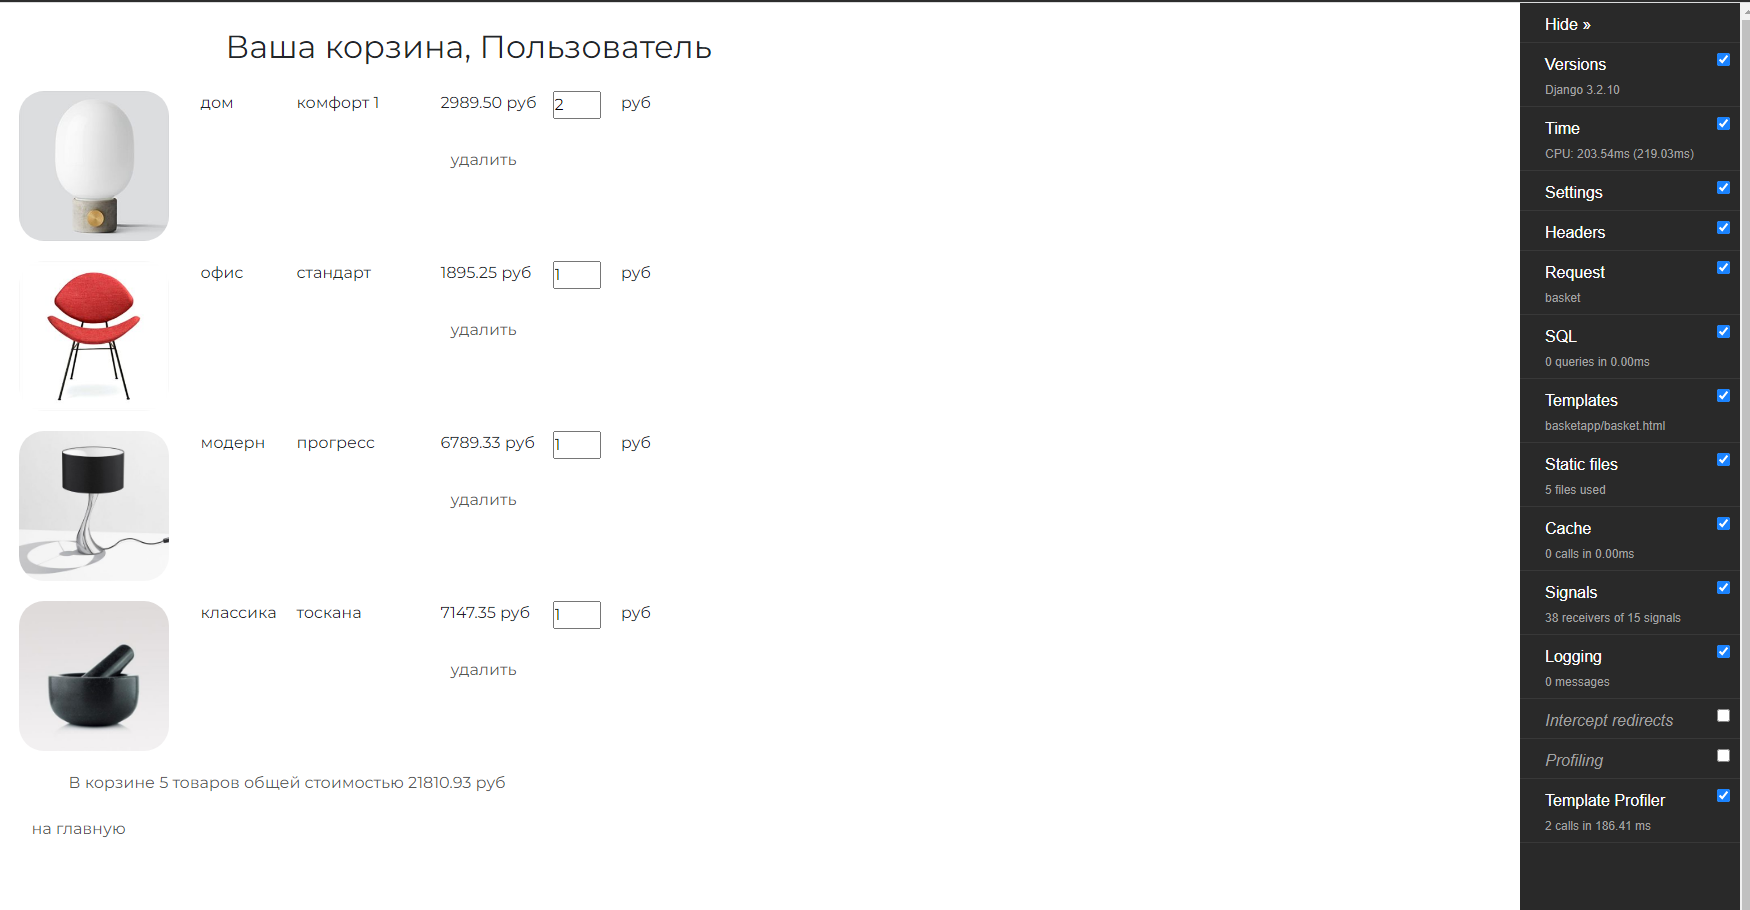 Ваша корзина, Пользователь
дом комфорт 1 2989.50 руб 2 руб
удалить
офис стандарт 1895.25 руб 1 руб
удалить
модерн прогресс 6789.33 руб 1 руб
удалить
классика тоскана 7147.35 руб 1 руб
удалить
В корзине 5 товаров общей стоимостью 21810.93 руб
на главную
Hide »
Versions
Django 3.2.10
Time
CPU: 203.54ms (219.03ms)
Settings
Headers
Request
basket
SQL
0 queries in 0.00ms
Templates
basketapp/basket.html
Static files
5 files used
Cache
0 calls in 0.00ms
Signals
38 receivers of 15 signals
Logging
0 messages
Intercept redirects
Profiling
Template Profiler
2 calls in 186.41 ms